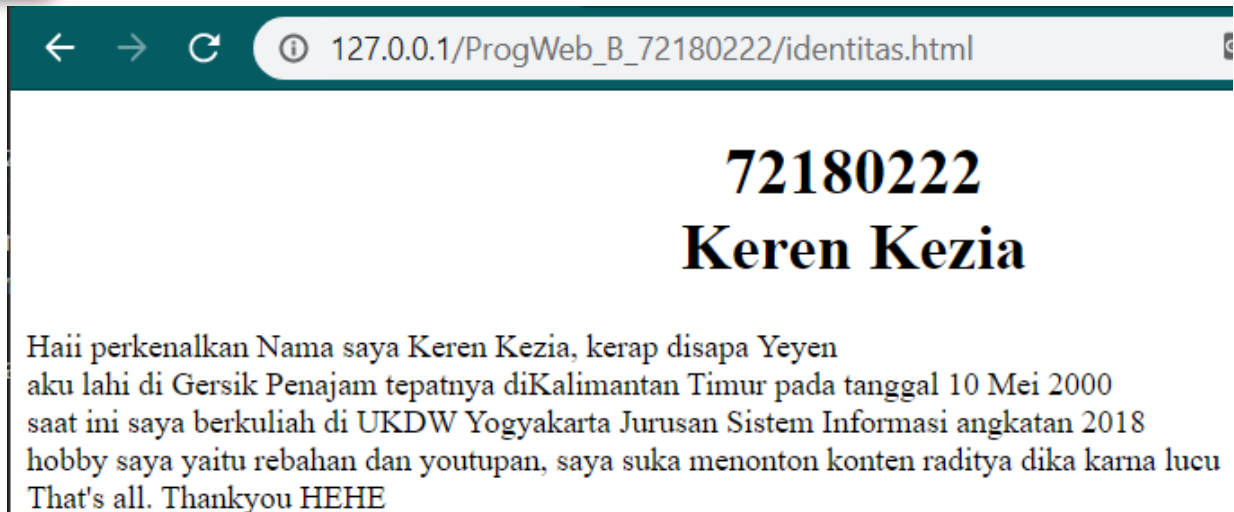 127.0.0.1/ProgWeb_B_72180222/identitas.html
72180222
Keren Kezia
Haii perkenalkan Nama saya Keren Kezia, kerap disapa Yeyen
aku lahi di Gersik Penajam tepatnya diKalimantan Timur pada tanggal 10 Mei 2000
saat ini saya berkuliah di UKDW Yogyakarta Jurusan Sistem Informasi angkatan 2018
hobby saya yaitu rebahan dan youtupan, saya suka menonton konten raditya dika karna lucu
That's all. Thankyou HEHE